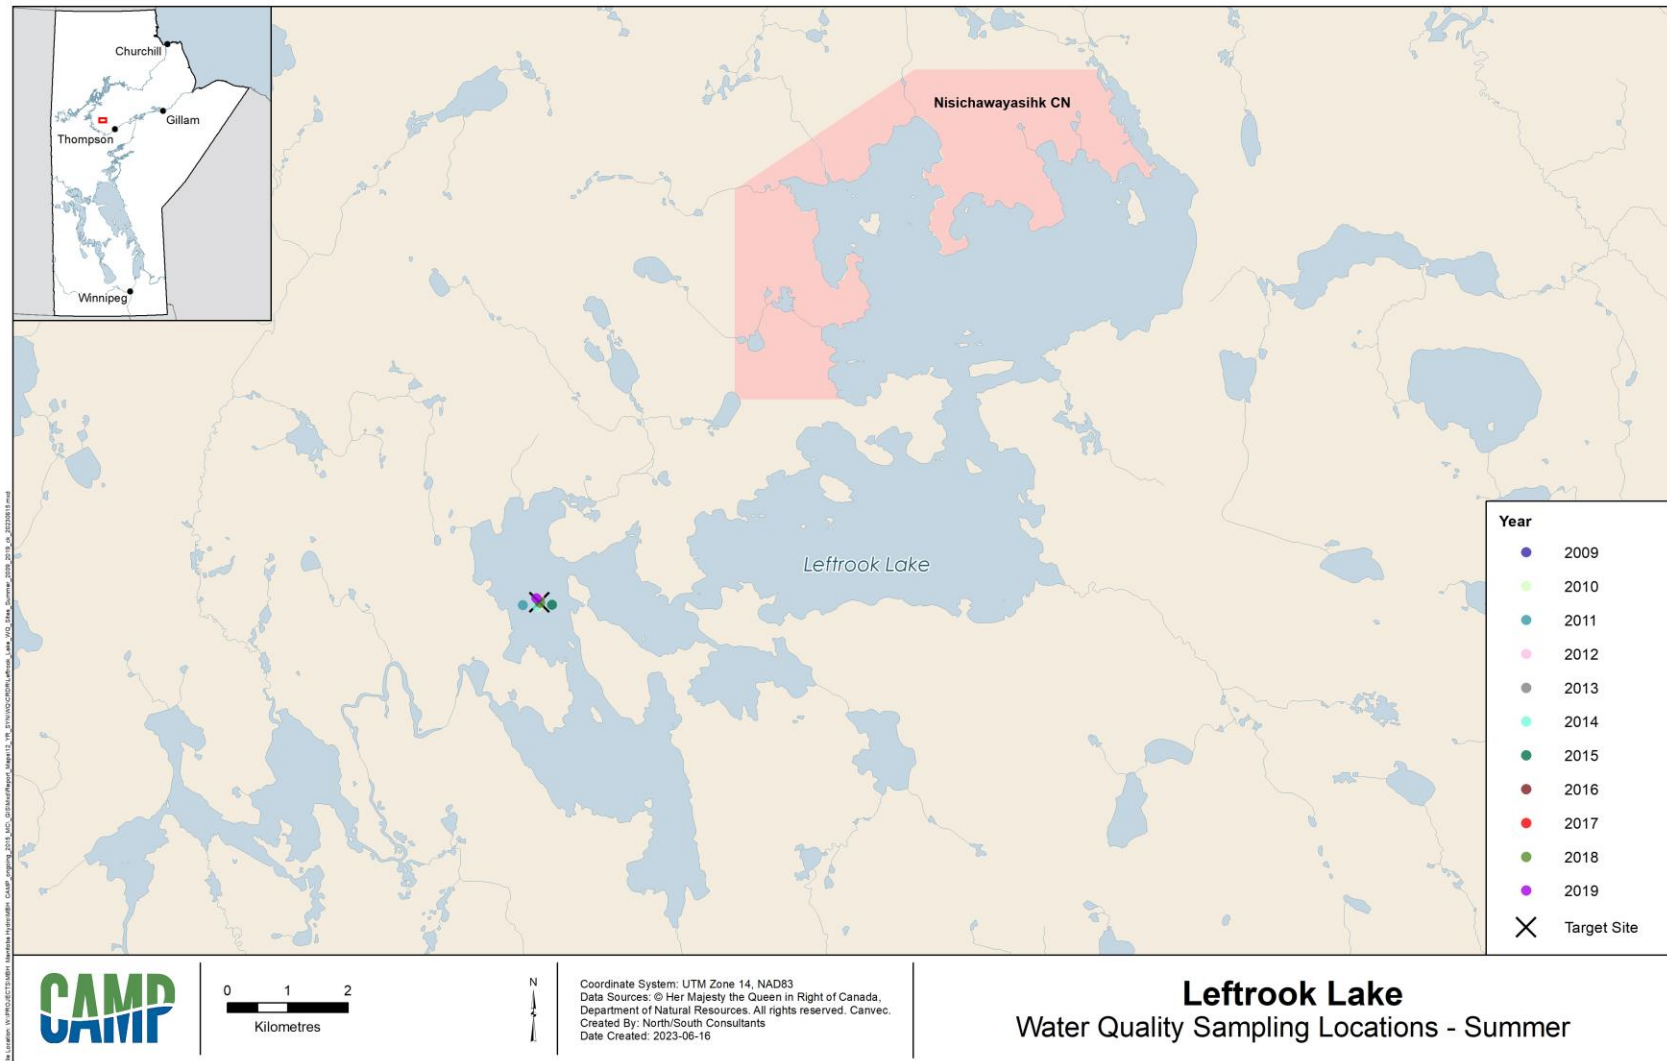 Churchill
Gillam
Thompson
Winnipeg
Nisichawayasihk CN
Leftrook Lake
Year
2009
2010
2011
2012
2013
2014
2015
2016
2017
2018
2019
Target Site
CAMP
0 1 2
Kilometres
N
Coordinate System: UTM Zone 14, NAD83
Data Sources: © Her Majesty the Queen in Right of Canada,
Department of Natural Resources. All rights reserved. Canvec.
Created By: North/South Consultants
Date Created: 2023-06-16
Leftrook Lake
Water Quality Sampling Locations - Summer